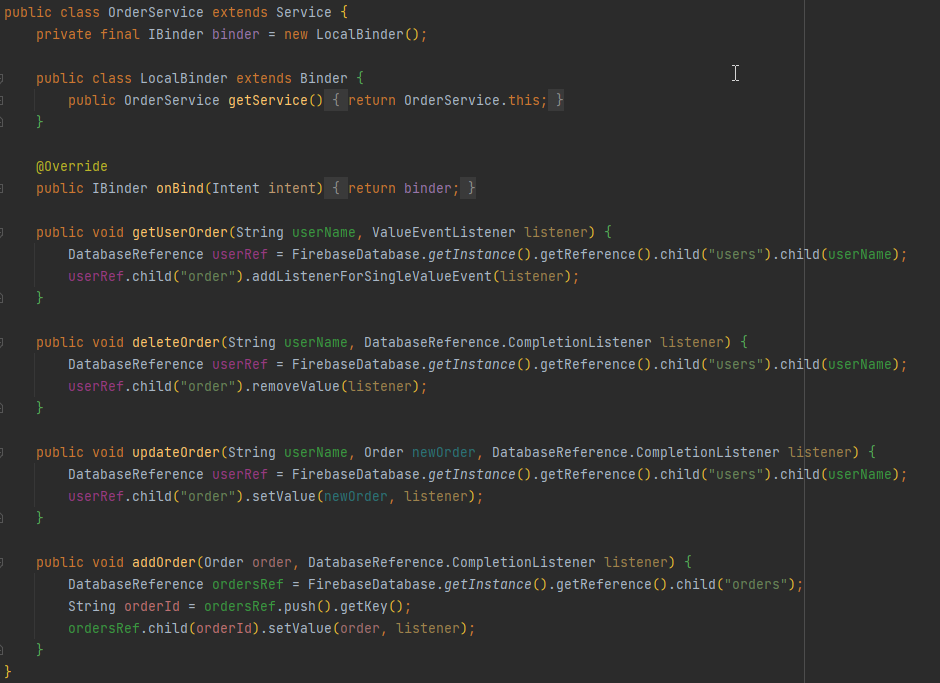 public class OrderService extends Service {
    private final IBinder binder = new LocalBinder();

    public class LocalBinder extends Binder {
        public OrderService getService() { return OrderService.this; }
    }

    @Override
    public IBinder onBind(Intent intent) { return binder; }

    public void getUserOrder(String userName, ValueEventListener listener) {
        DatabaseReference userRef = FirebaseDatabase.getInstance().getReference().child("users").child(userName);
        userRef.child("order").addListenerForSingleValueEvent(listener);
    }

    public void deleteOrder(String userName, DatabaseReference.CompletionListener listener) {
        DatabaseReference userRef = FirebaseDatabase.getInstance().getReference().child("users").child(userName);
        userRef.child("order").removeValue(listener);
    }

    public void updateOrder(String userName, Order newOrder, DatabaseReference.CompletionListener listener) {
        DatabaseReference userRef = FirebaseDatabase.getInstance().getReference().child("users").child(userName);
        userRef.child("order").setValue(newOrder, listener);
    }

    public void addOrder(Order order, DatabaseReference.CompletionListener listener) {
        DatabaseReference ordersRef = FirebaseDatabase.getInstance().getReference().child("orders");
        String orderId = ordersRef.push().getKey();
        ordersRef.child(orderId).setValue(order, listener);
    }
}